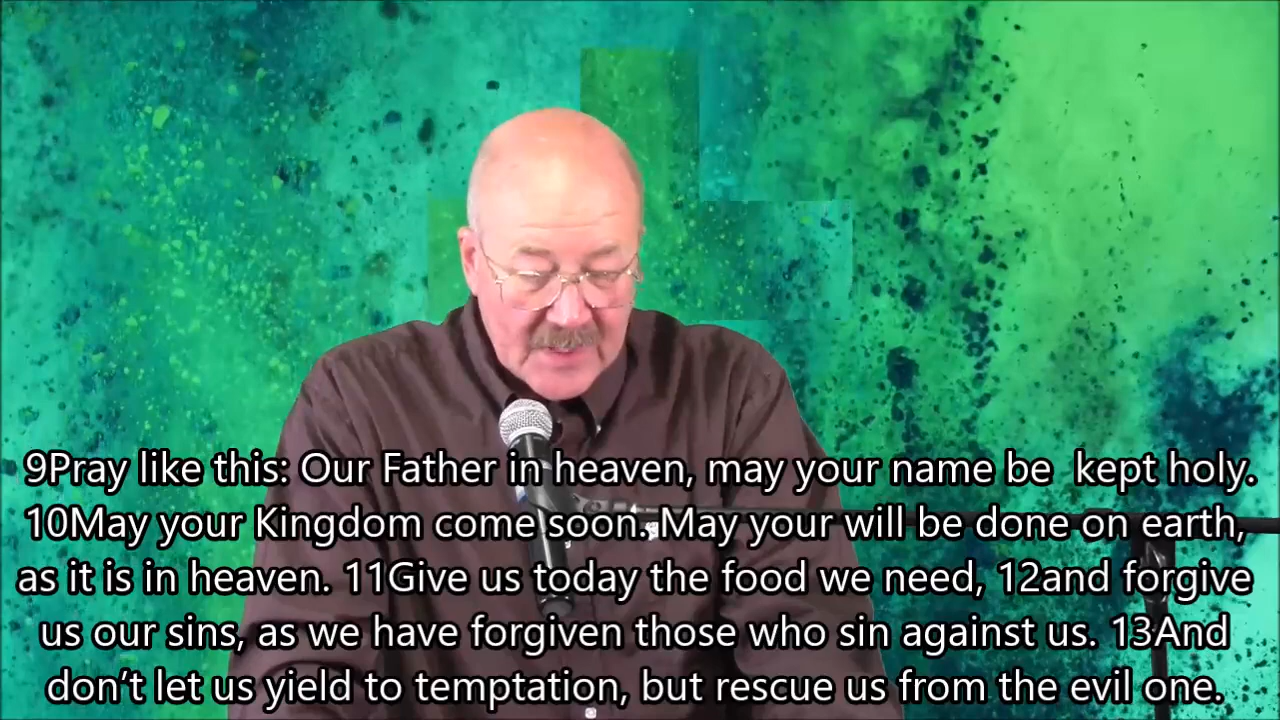 9Pray like this: Our Father in heaven, may your name be  kept holy.
10May your Kingdom come soon. May your will be done on earth,
as it is in heaven. 11Give us today the food we need, 12and forgive
us our sins, as we have forgiven those who sin against us. 13And
don’t let us yield to temptation, but rescue us from the evil one.